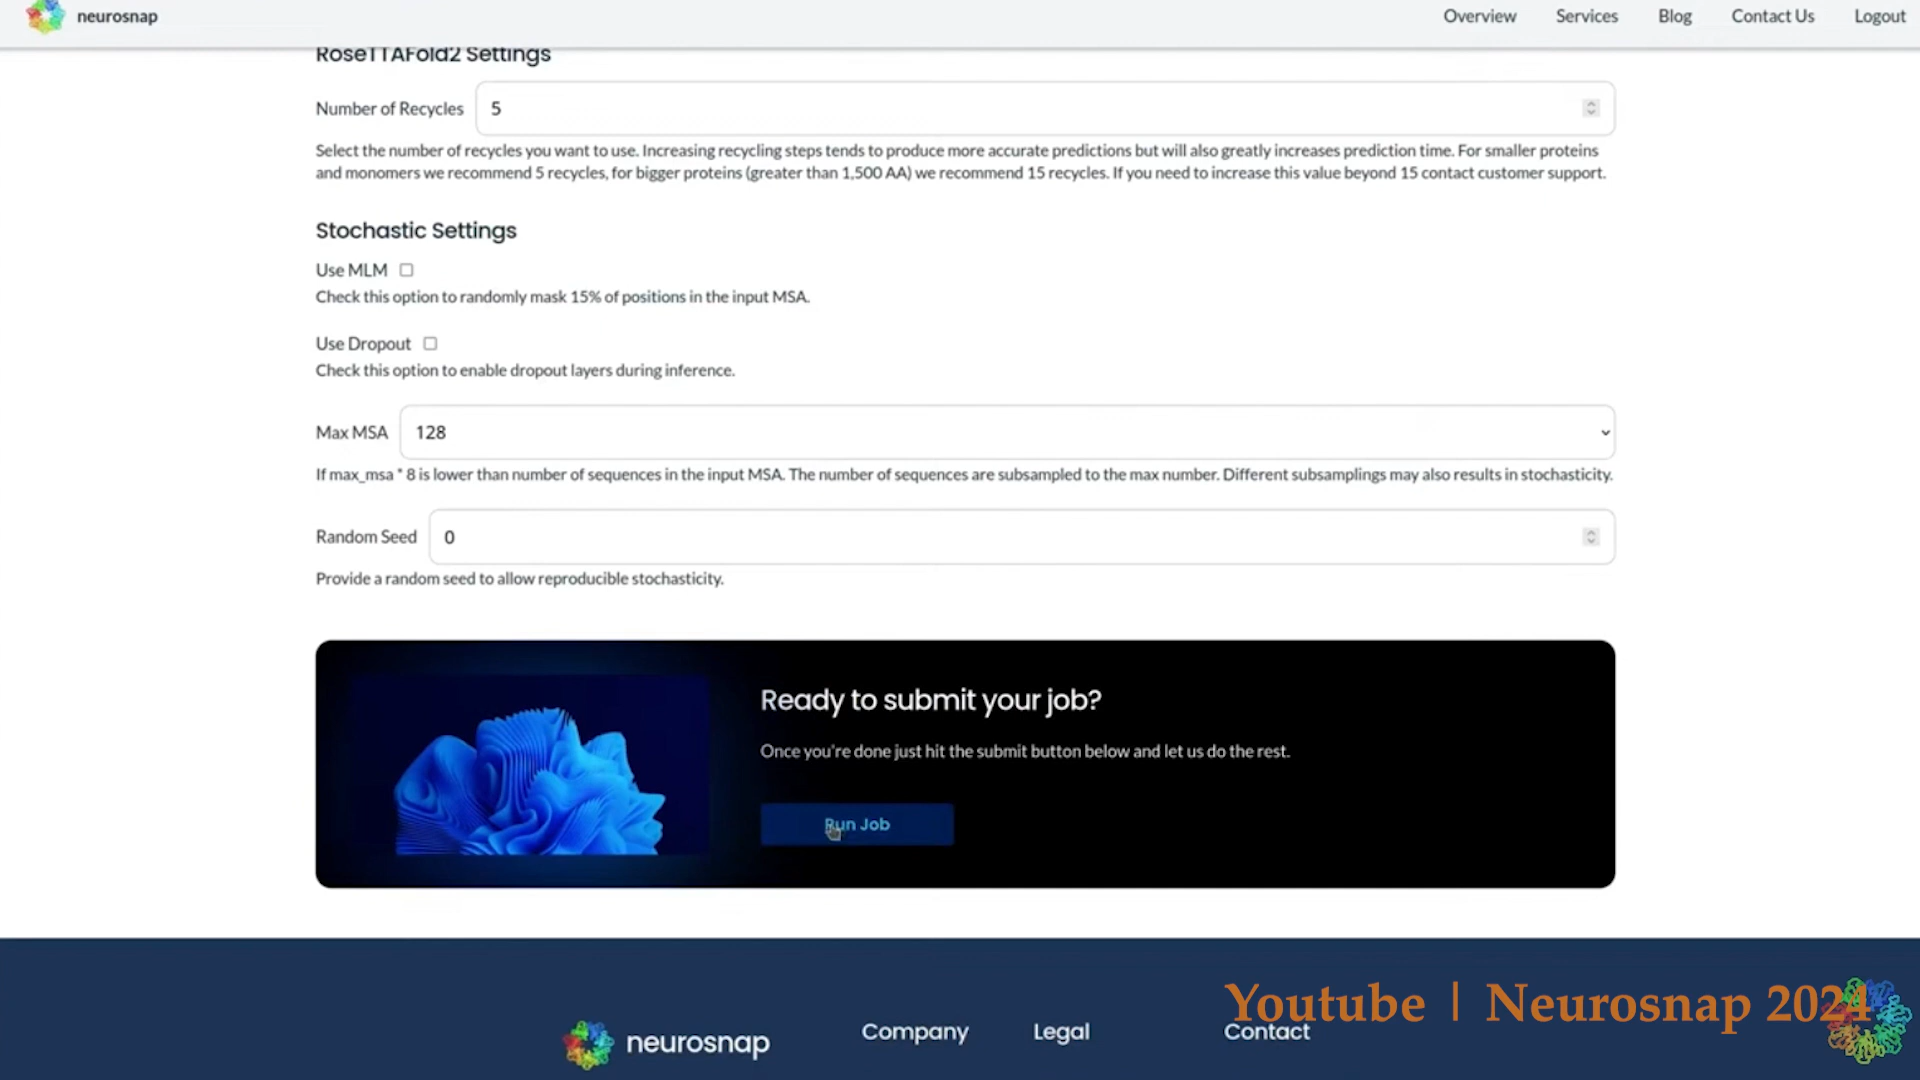 neurosnap
Overview
Services
Blog
Contact Us
Logout
RoseTTAFold2 Settings
Number of Recycles
5
Select the number of recycles you want to use. Increasing recycling steps tends to produce more accurate predictions but will also greatly increases prediction time. For smaller proteins
and monomers we recommend 5 recycles, for bigger proteins (greater than 1,500 AA) we recommend 15 recycles. If you need to increase this value beyond 15 contact customer support.
Stochastic Settings
Use MLM
Check this option to randomly mask 15% of positions in the input MSA.
Use Dropout
Check this option to enable dropout layers during inference.
Max MSA
128
If max_msa * 8 is lower than number of sequences in the input MSA. The number of sequences are subsampled to the max number. Different subsamplings may also results in stochasticity.
Random Seed
0
Provide a random seed to allow reproducible stochasticity.
Ready to submit your job?
Once you're done just hit the submit button below and let us do the rest.
Run Job
Youtube | Neurosnap 2024
neurosnap
Company
Legal
Contact